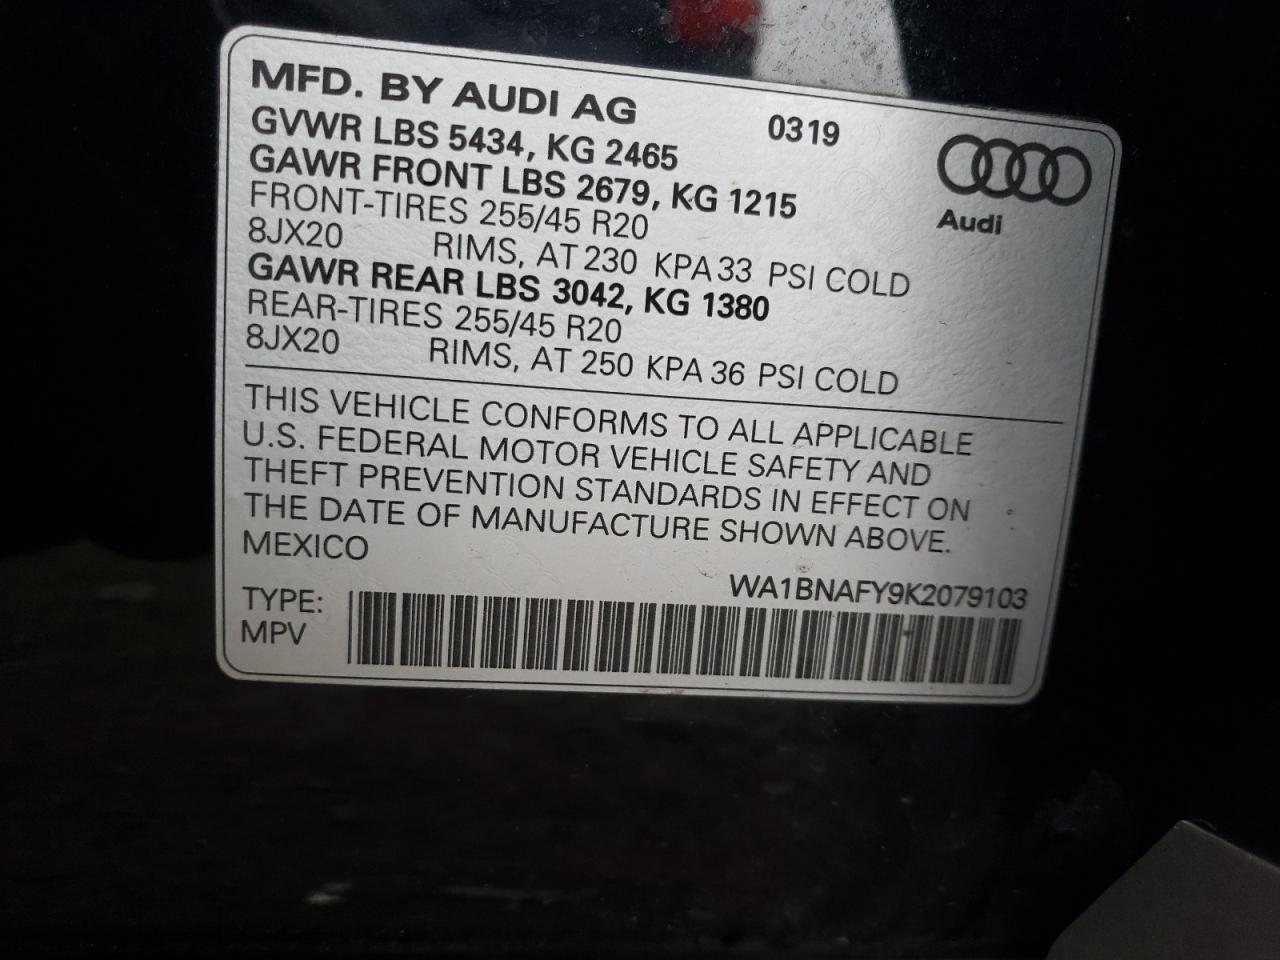 MFD. BY AUDI AG 0319
GVWR LBS 5434, KG 2465
GAWR FRONT LBS 2679, KG 1215
FRONT-TIRES 255/45 R20
8JX20 RIMS, AT 230 KPA 33 PSI COLD
GAWR REAR LBS 3042, KG 1380
REAR-TIRES 255/45 R20
8JX20 RIMS, AT 250 KPA 36 PSI COLD
Audi
THIS VEHICLE CONFORMS TO ALL APPLICABLE
U.S. FEDERAL MOTOR VEHICLE SAFETY AND
THEFT PREVENTION STANDARDS IN EFFECT ON
THE DATE OF MANUFACTURE SHOWN ABOVE.
MEXICO
WA1BNAFY9K2079103
TYPE:
MPV